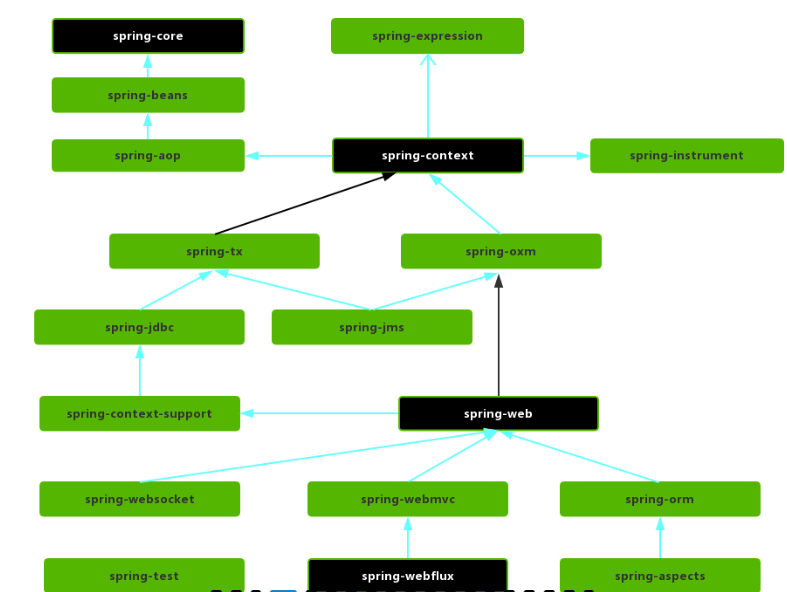 spring-core
spring-expression
spring-beans
spring-aop
spring-context
spring-instrument
spring-tx
spring-oxm
spring-jdbc
spring-jms
spring-context-support
spring-web
spring-websocket
spring-webmvc
spring-orm
spring-test
spring-webflux
spring-aspects